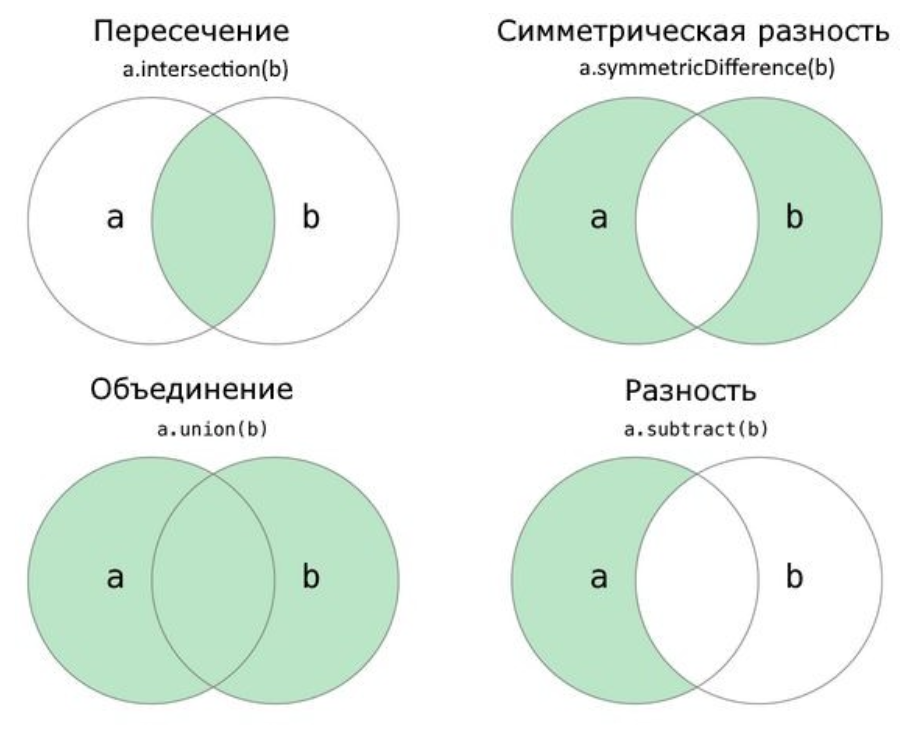 Пересечение
a.intersection(b)
a
b
Симметрическая разность
a.symmetricDifference(b)
a
b
Объединение
a.union(b)
a
b
Разность
a.subtract(b)
a
b